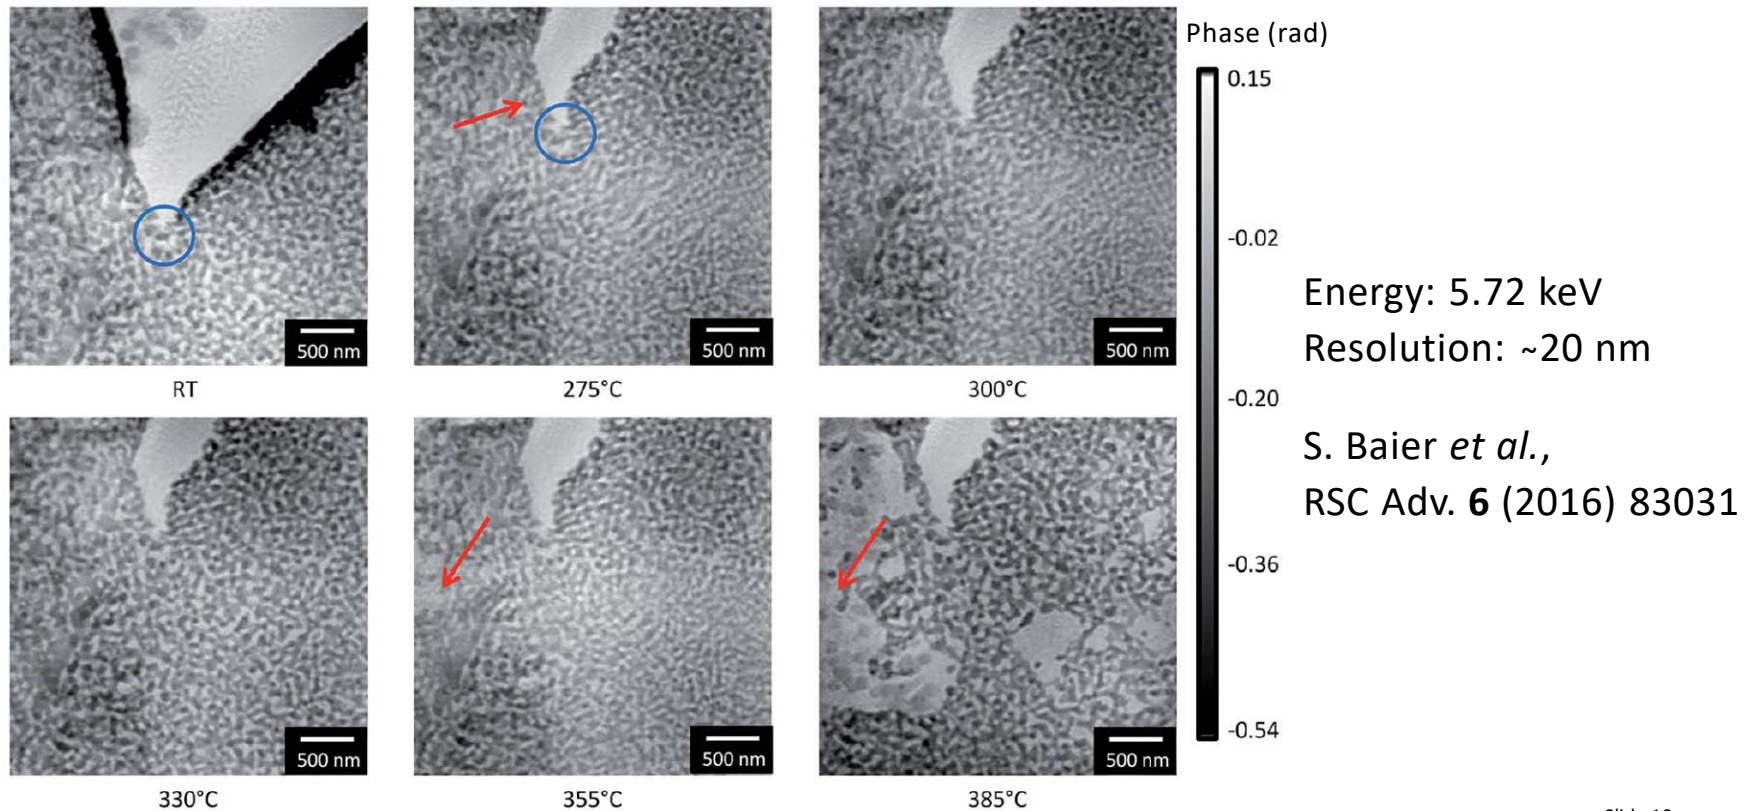 Phase (rad)
0.15
-0.02
-0.20
-0.36
-0.54
500 nm
500 nm
500 nm
RT
275°C
300°C
500 nm
500 nm
500 nm
330°C
355°C
385°C
Energy: 5.72 keV
Resolution: ~20 nm
S. Baier et al.,
RSC Adv. 6 (2016) 83031